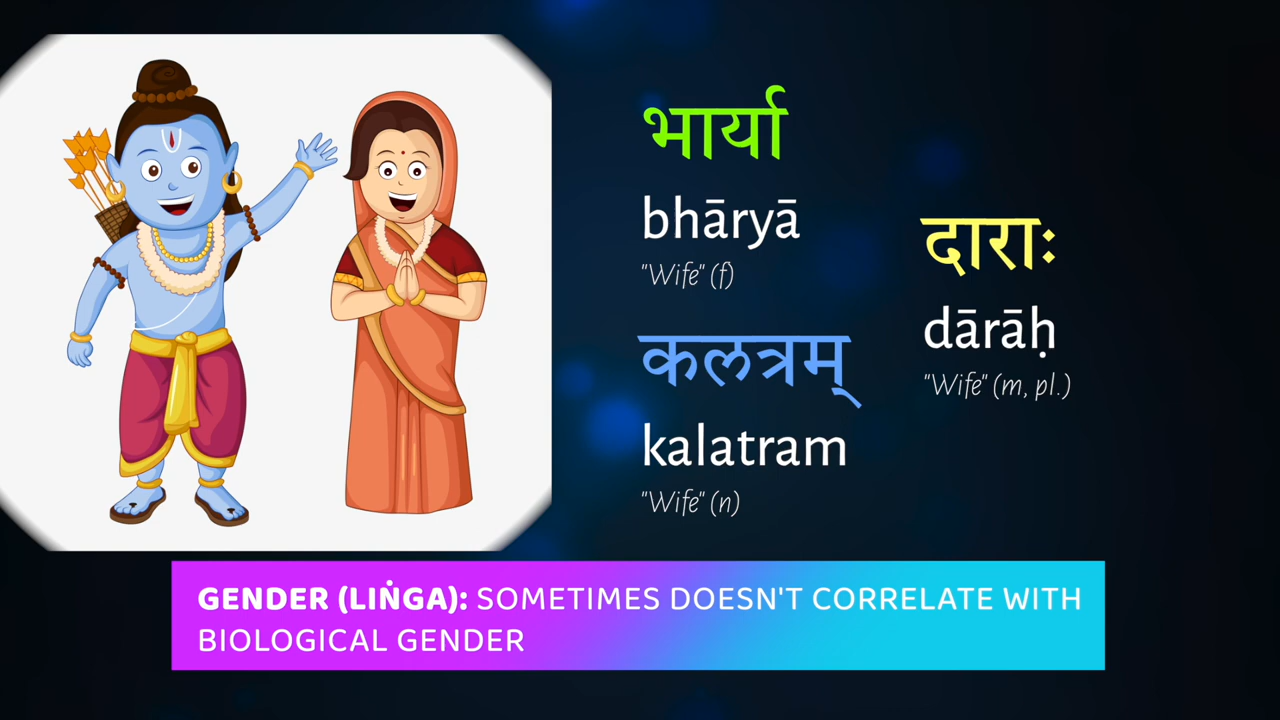 भार्या
bhāryā
"Wife" (f)
कलत्रम्
kalatram
"Wife" (n)
दाराः
dārāḥ
"Wife" (m, pl.)
GENDER (LIṄGA): SOMETIMES DOESN'T CORRELATE WITH
BIOLOGICAL GENDER